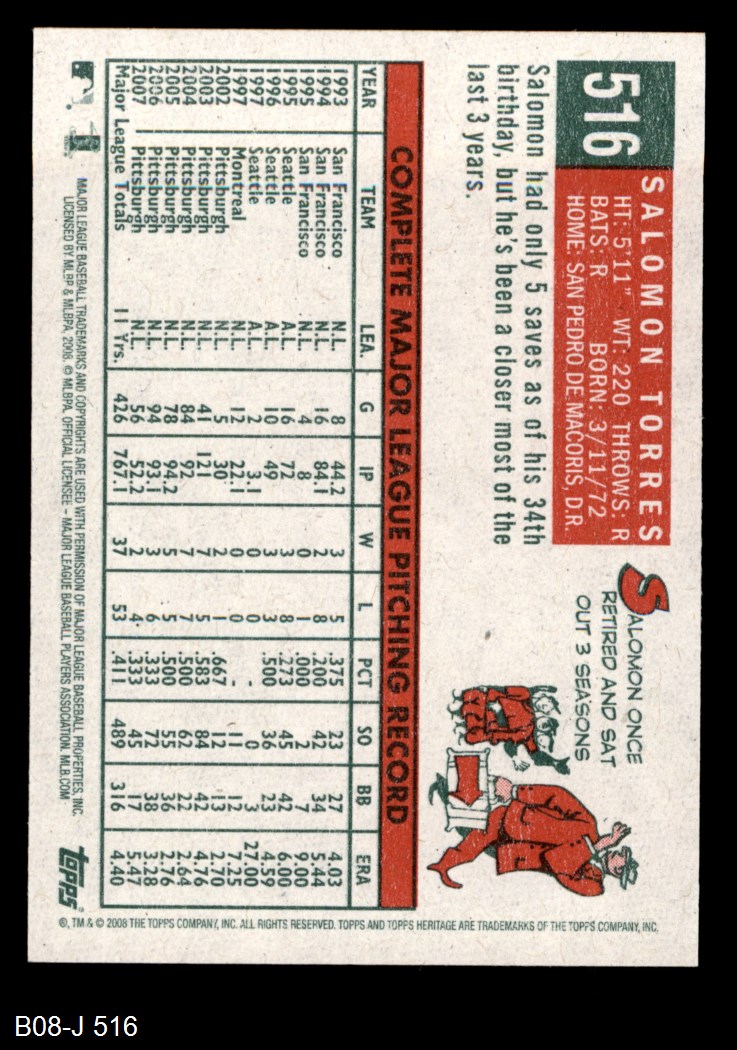 516
SALOMON TORRES
HT: 5'11" WT: 220 THROWS: R
BATS: R BORN: 3/11/72
HOME: SAN PEDRO DE MACORIS, D.R.
Salomon had only 5 saves as of his 34th
birthday, but he's been a closer most of the
last 3 years.
SALOMON ONCE
RETIRED AND SAT
OUT 3 SEASONS
COMPLETE MAJOR LEAGUE PITCHING RECORD
YEAR TEAM LEA. G IP W L PCT SO BB ERA
1993 San Francisco N.L. 8 44.2 3 5 .375 23 27 4.03
1994 San Francisco N.L. 16 84.1 2 8 .200 42 34 5.44
1995 San Francisco N.L. 4 8 0 1 .000 2 7 9.00
1995 Seattle A.L. 16 72 3 8 .273 45 42 6.00
1996 Seattle A.L. 10 49 3 3 .500 36 23 4.59
1997 Seattle A.L. 2 3.1 0 0 - 0 3 27.00
1997 Montreal N.L. 12 22.1 0 0 - 11 12 7.25
2002 Pittsburgh N.L. 5 30 2 1 .667 12 13 2.70
2003 Pittsburgh N.L. 41 121 7 5 .583 84 42 4.76
2004 Pittsburgh N.L. 84 92 7 7 .500 62 22 2.64
2005 Pittsburgh N.L. 78 94.2 5 5 .500 55 36 2.76
2006 Pittsburgh N.L. 94 93.1 3 6 .333 72 38 3.28
2007 Pittsburgh N.L. 56 52.2 2 4 .333 45 17 5.47
Major League Totals 11 Yrs. 426 767.1 37 53 .411 489 316 4.40
MAJOR LEAGUE BASEBALL TRADEMARKS AND COPYRIGHTS ARE USED WITH PERMISSION OF MAJOR LEAGUE BASEBALL PROPERTIES, INC.
LICENSED BY MLBP & MLBPA, 2008. © MLBPA. OFFICIAL LICENSEE – MAJOR LEAGUE BASEBALL PLAYERS ASSOCIATION. MLB.COM
Topps
®, TM & © 2008 THE TOPPS COMPANY, INC. ALL RIGHTS RESERVED. TOPPS AND TOPPS HERITAGE ARE TRADEMARKS OF THE TOPPS COMPANY, INC.
B08-J 516